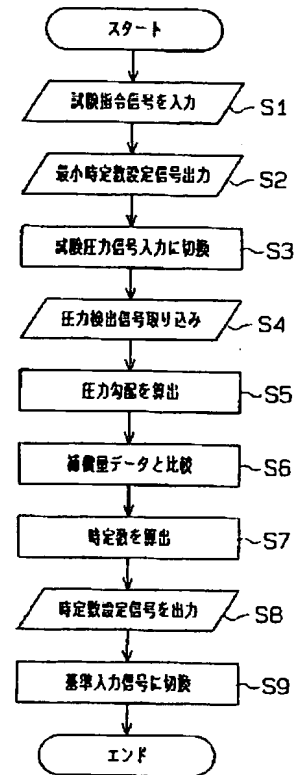 スタート
試験指令信号を入力 S1
最小時定数設定信号出力 S2
試験圧力信号入力に切換 S3
圧力検出信号取り込み S4
圧力勾配を算出 S5
補償量データと比較 S6
時定数を算出 S7
時定数設定信号を出力 S8
基準入力信号に切換 S9
エンド